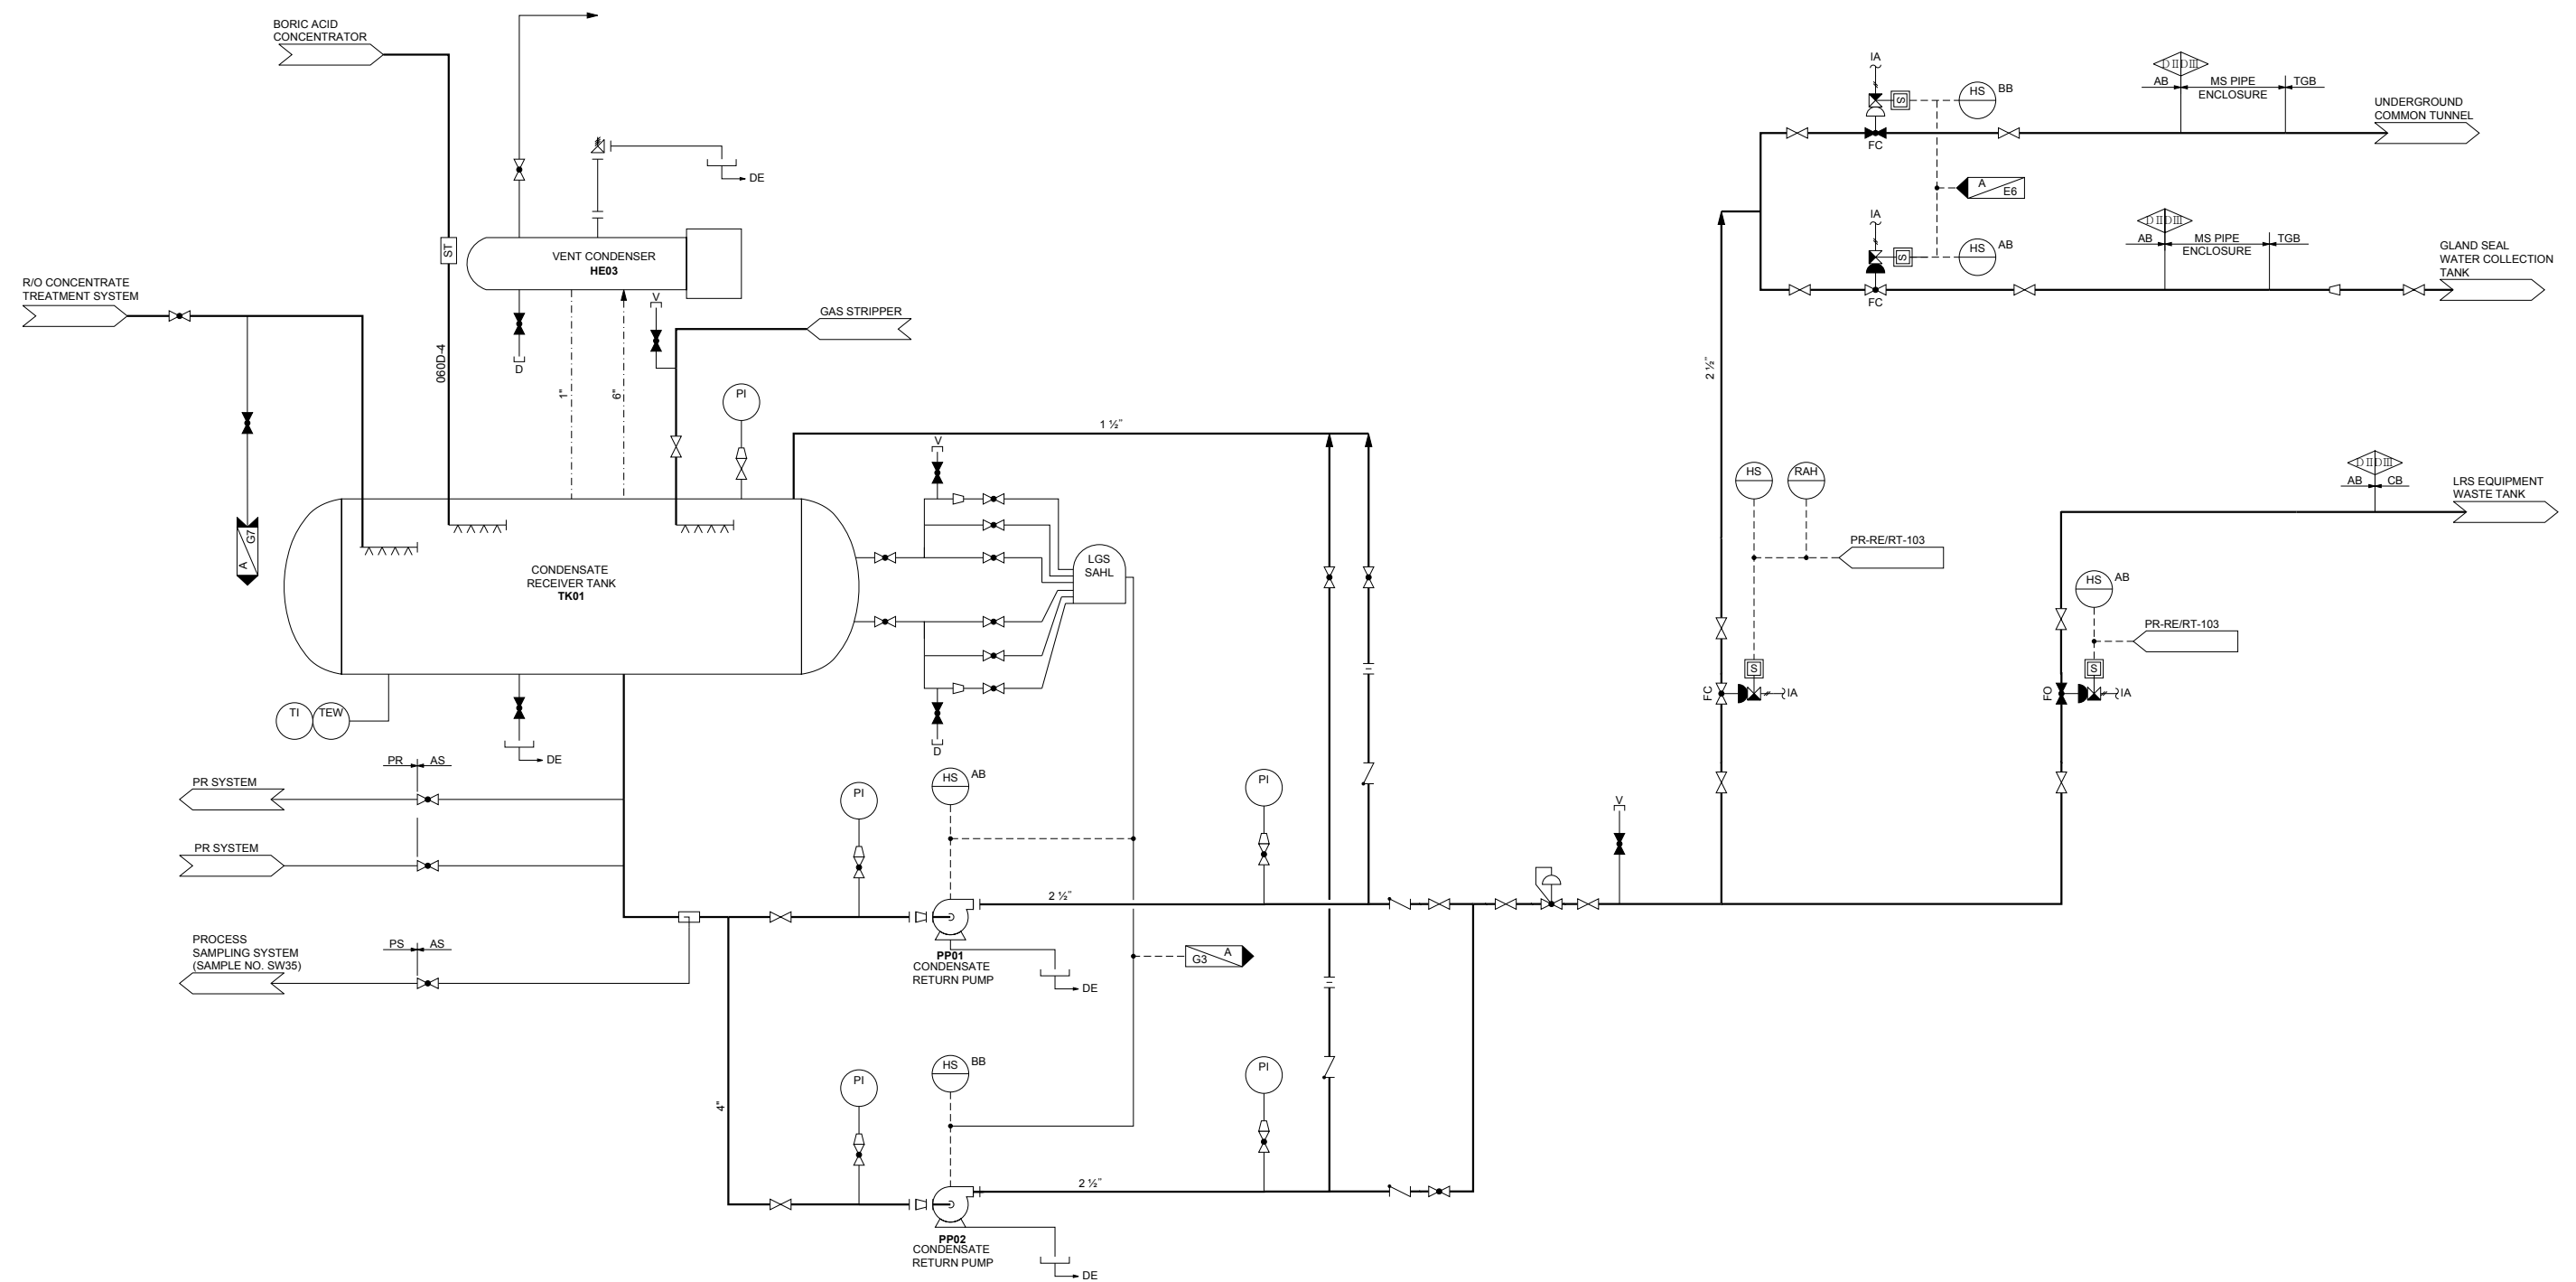 BORIC ACID
CONCENTRATOR
IA
S
HS
BB
FC
D II D III
AB
MS PIPE
ENCLOSURE
TGB
UNDERGROUND
COMMON TUNNEL
DE
A
E6
ST
VENT CONDENSER
HE03
IA
S
HS
AB
FC
D II D III
AB
MS PIPE
ENCLOSURE
TGB
GLAND SEAL
WATER COLLECTION
TANK
R/O CONCENTRATE
TREATMENT SYSTEM
V
GAS STRIPPER
060D-4
D
1"
6"
PI
2 ½"
1 ½"
V
HS
RAH
PR-RE/RT-103
D II D III
AB
CB
LRS EQUIPMENT
WASTE TANK
G7
A
CONDENSATE
RECEIVER TANK
TK01
LGS
SAHL
HS
AB
PR-RE/RT-103
S
S
FC
IA
FO
IA
TI
TEW
DE
D
PR
AS
PR SYSTEM
PR SYSTEM
PI
HS
AB
PI
V
2 ½"
PROCESS
SAMPLING SYSTEM
(SAMPLE NO. SW35)
PS
AS
PP01
CONDENSATE
RETURN PUMP
DE
G3
A
4"
PI
HS
BB
PI
2 ½"
PP02
CONDENSATE
RETURN PUMP
DE